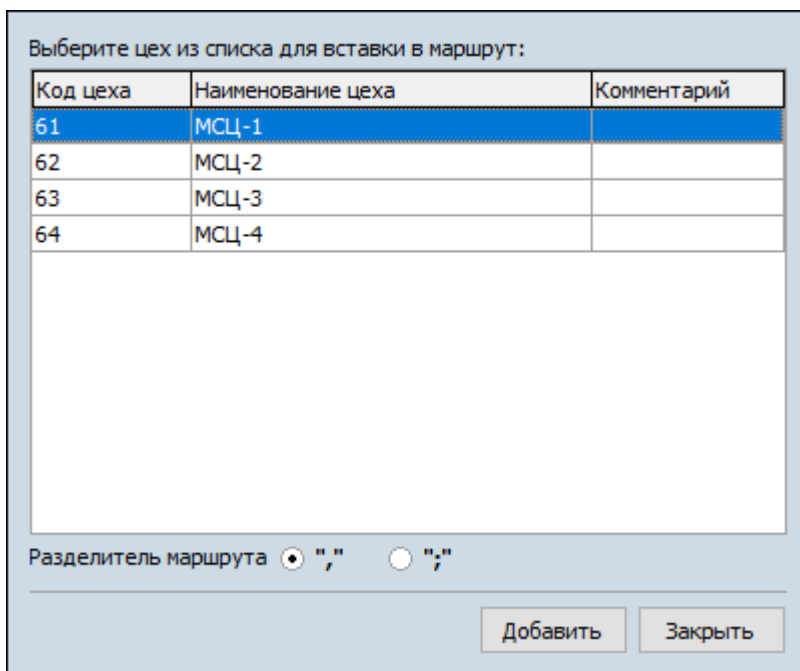 Выберите цех из списка для вставки в маршрут:
Код цеха Наименование цеха Комментарий
61 МСЦ-1
62 МСЦ-2
63 МСЦ-3
64 МСЦ-4
Разделитель маршрута "," ";"
Добавить Закрыть